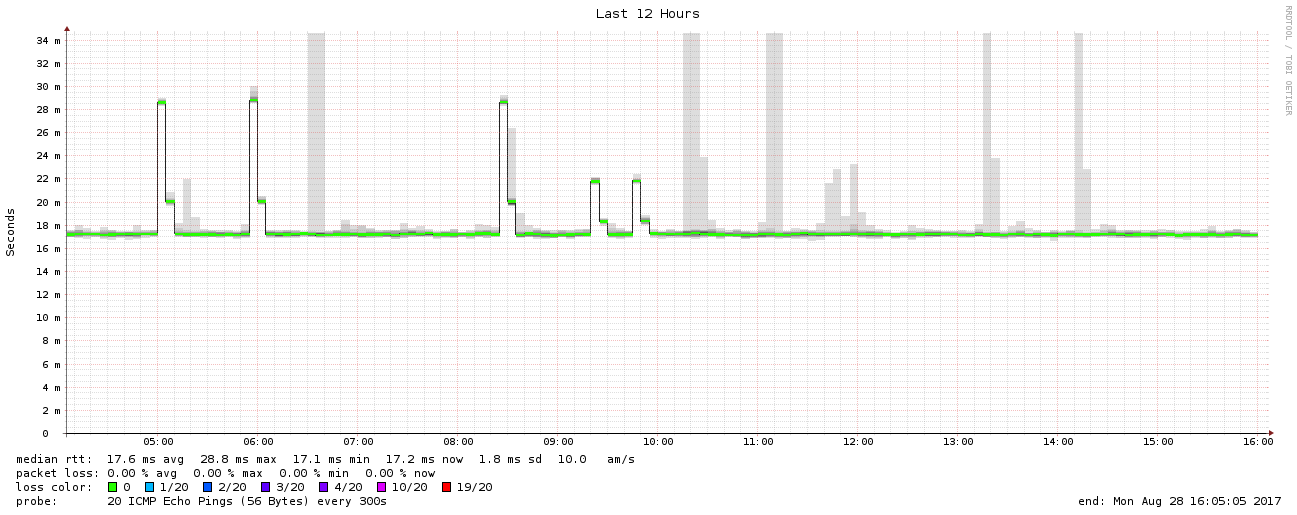 Last 12 Hours
RRDTOOL / TOBI OETIKER
Seconds
34 m
32 m
30 m
28 m
26 m
24 m
22 m
20 m
18 m
16 m
14 m
12 m
10 m
8 m
6 m
4 m
2 m
0
05:00 06:00 07:00 08:00 09:00 10:00 11:00 12:00 13:00 14:00 15:00 16:00
median rtt: 17.6 ms avg 28.8 ms max 17.1 ms min 17.2 ms now 1.8 ms sd 10.0 am/s
packet loss: 0.00 % avg 0.00 % max 0.00 % min 0.00 % now
loss color: 0 1/20 2/20 3/20 4/20 10/20 19/20
probe: 20 ICMP Echo Pings (56 Bytes) every 300s end: Mon Aug 28 16:05:05 2017